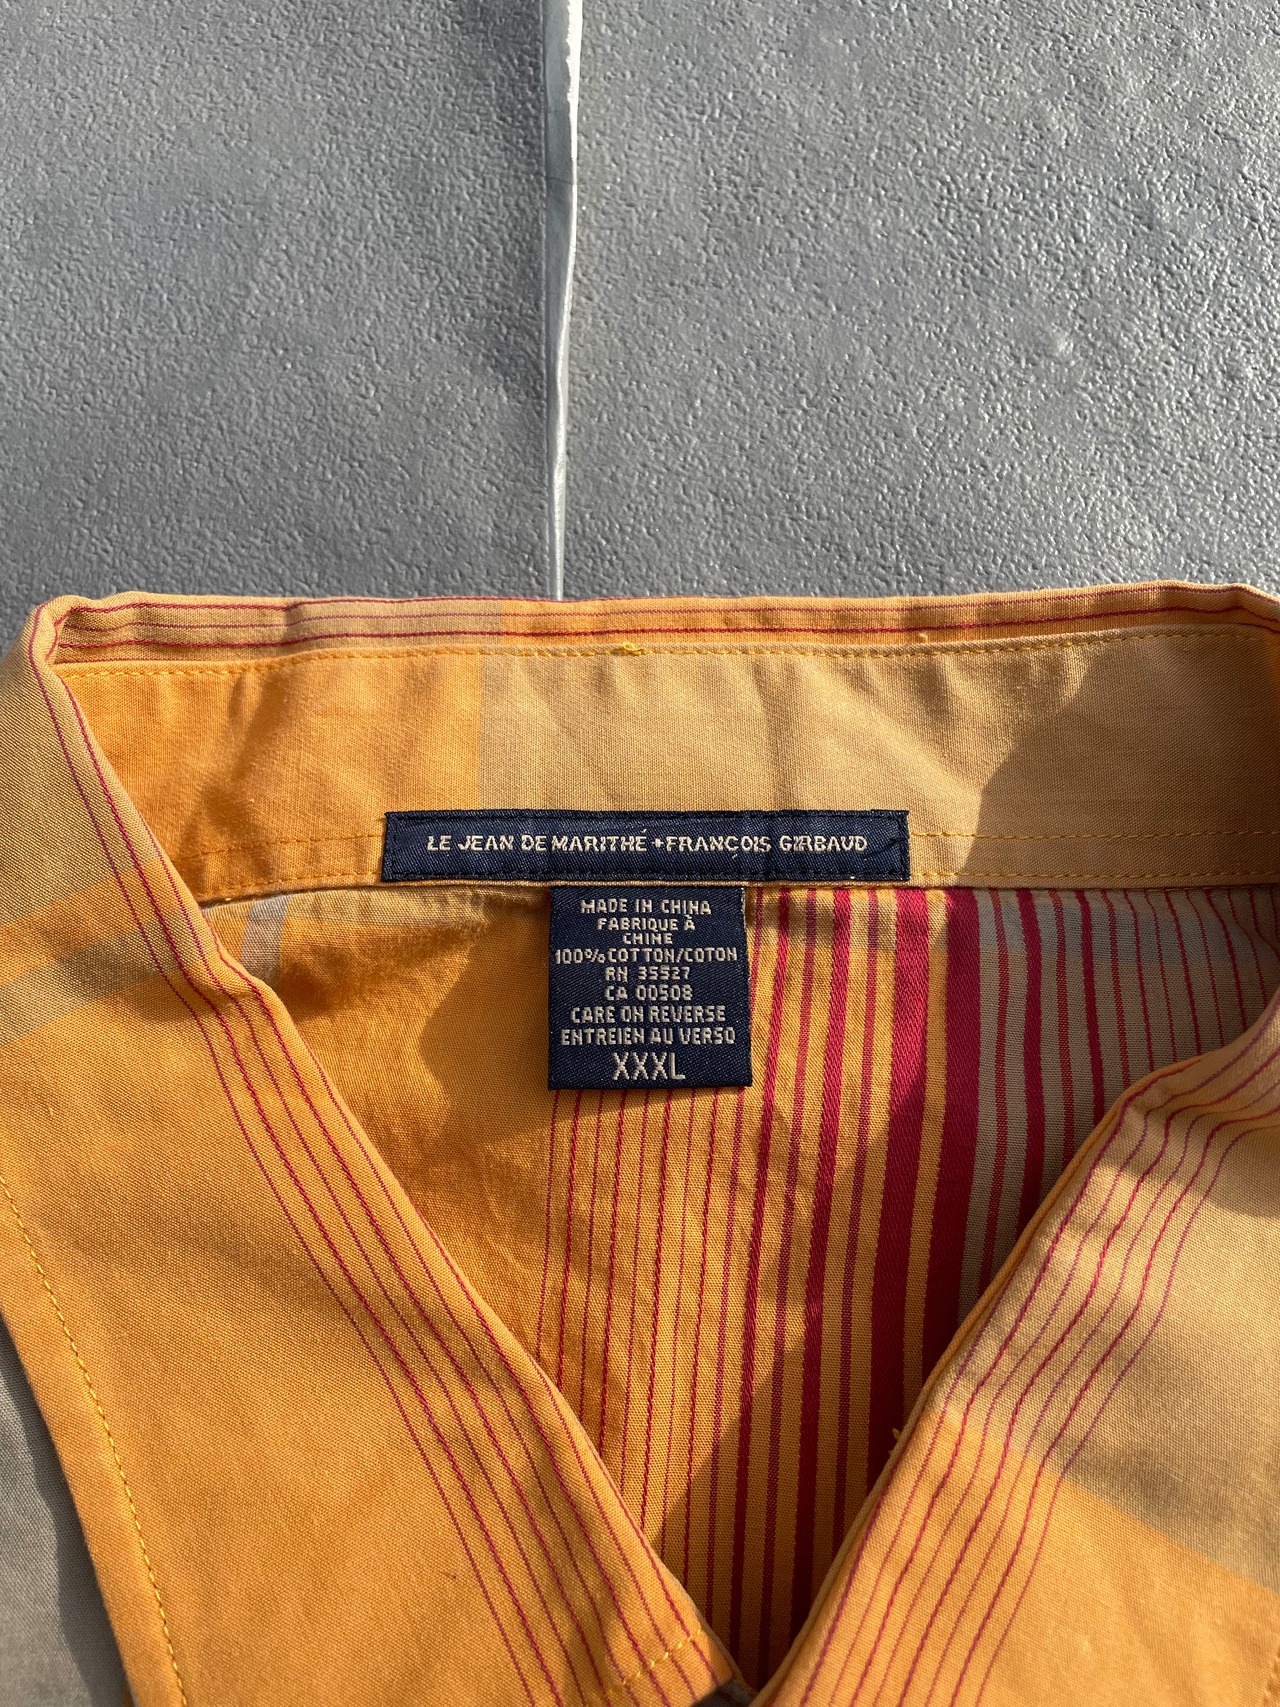 LE JEAN DE MARITHÉ + FRANCOIS GIRBAUD
MADE IN CHINA
FABRIQUE À
CHINE
100% COTTON/COTON
RN 35527
CA 00508
CARE ON REVERSE
ENTREIEN AU VERSO
XXXL